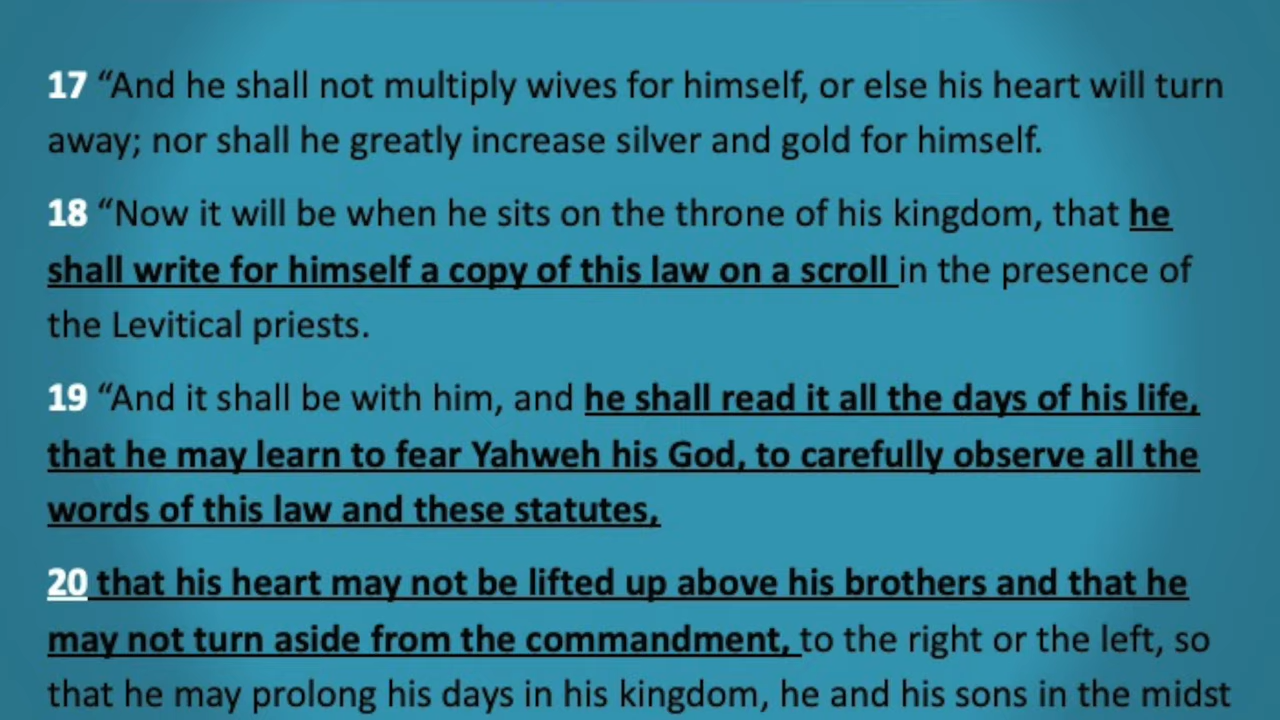 17 “And he shall not multiply wives for himself, or else his heart will turn
away; nor shall he greatly increase silver and gold for himself.
18 “Now it will be when he sits on the throne of his kingdom, that he
shall write for himself a copy of this law on a scroll in the presence of
the Levitical priests.
19 “And it shall be with him, and he shall read it all the days of his life,
that he may learn to fear Yahweh his God, to carefully observe all the
words of this law and these statutes,
20 that his heart may not be lifted up above his brothers and that he
may not turn aside from the commandment, to the right or the left, so
that he may prolong his days in his kingdom, he and his sons in the midst